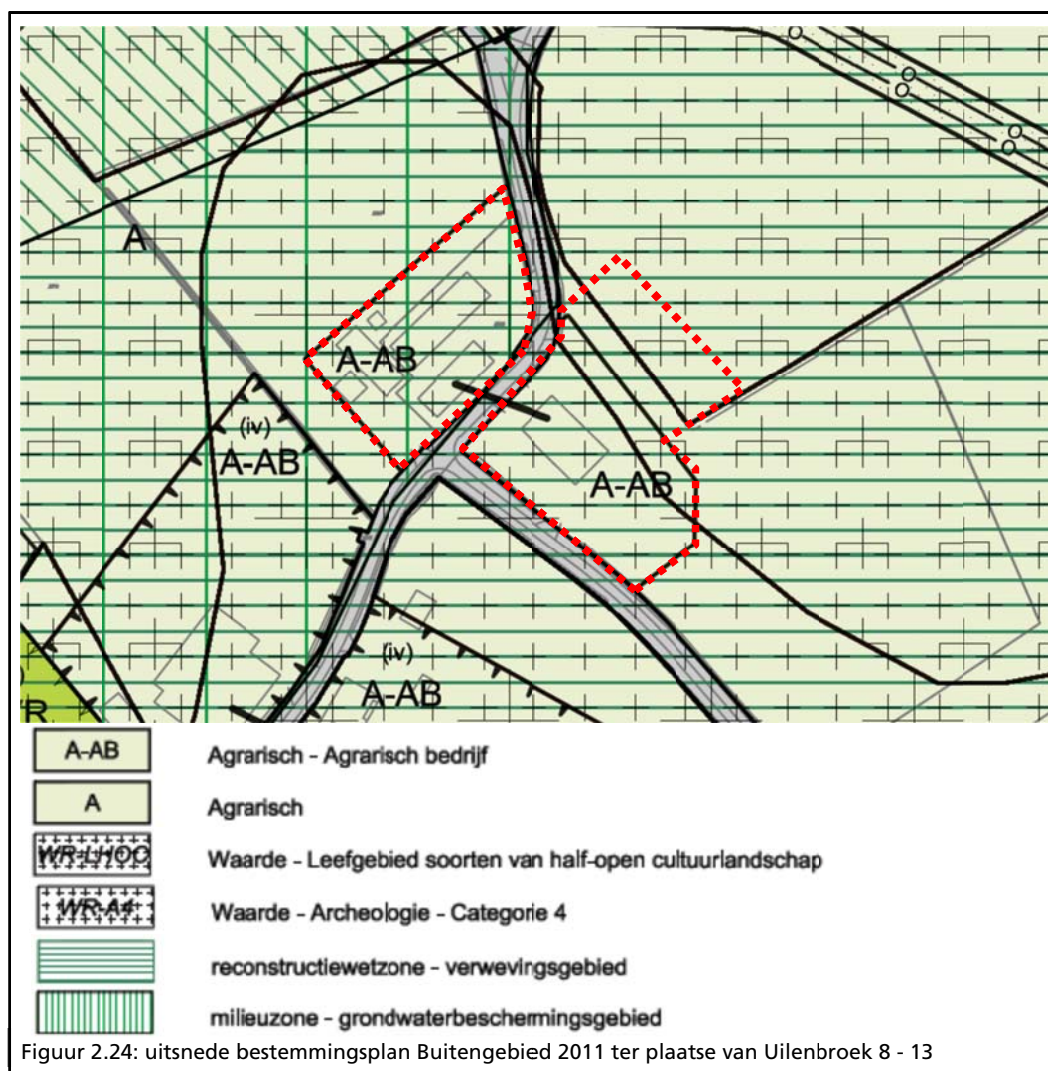 O
O
O
O
A
A-AB
(iv)
A-AB
A-AB
(iv)
A-AB
R
A-AB Agrarisch - Agrarisch bedrijf
A Agrarisch
WR-LHOC Waarde - Leefgebied soorten van half-open cultuurlandschap
WR-A4 Waarde - Archeologie - Categorie 4
reconstructiewetzone - verwevingsgebied
milieuzone - grondwaterbeschermingsgebied
Figuur 2.24: uitsnede bestemmingsplan Buitengebied 2011 ter plaatse van Uilenbroek 8 - 13